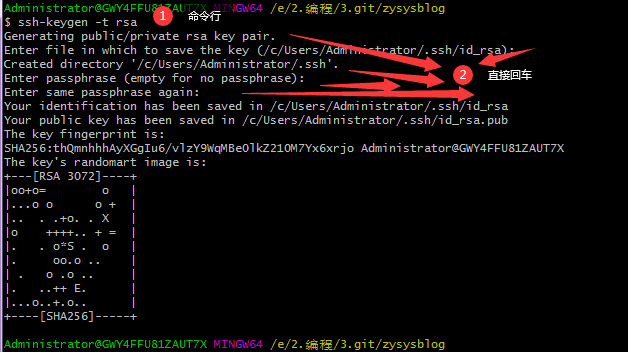 Administrator@GWY4FFU81ZAUT7X MINGW64 /e/2.编程/3.git/zysysblog
$ ssh-keygen -t rsa 1 命令行
Generating public/private rsa key pair.
Enter file in which to save the key (/c/Users/Administrator/.ssh/id_rsa):
Created directory '/c/Users/Administrator/.ssh'.
Enter passphrase (empty for no passphrase): 2 直接回车
Enter same passphrase again:
Your identification has been saved in /c/Users/Administrator/.ssh/id_rsa
Your public key has been saved in /c/Users/Administrator/.ssh/id_rsa.pub
The key fingerprint is:
SHA256:thQmnhhhAyXGgIu6/vlzY9WqMBeOlkZ21OM7Yx6xrjo Administrator@GWY4FFU81ZAUT7X
The key's randomart image is:
+---[RSA 3072]----+
|oo+o=        o   |
|...o o      o +  |
|..  . .+o. . X   |
|o    ++++.. + =  |
|.   . o*S .  o   |
|.     oo.o ..    |
| .   o .o ..     |
|.   ..++ E.      |
|...o..+.o..      |
+----[SHA256]-----+
Administrator@GWY4FFU81ZAUT7X MINGW64 /e/2.编程/3.git/zysysblog